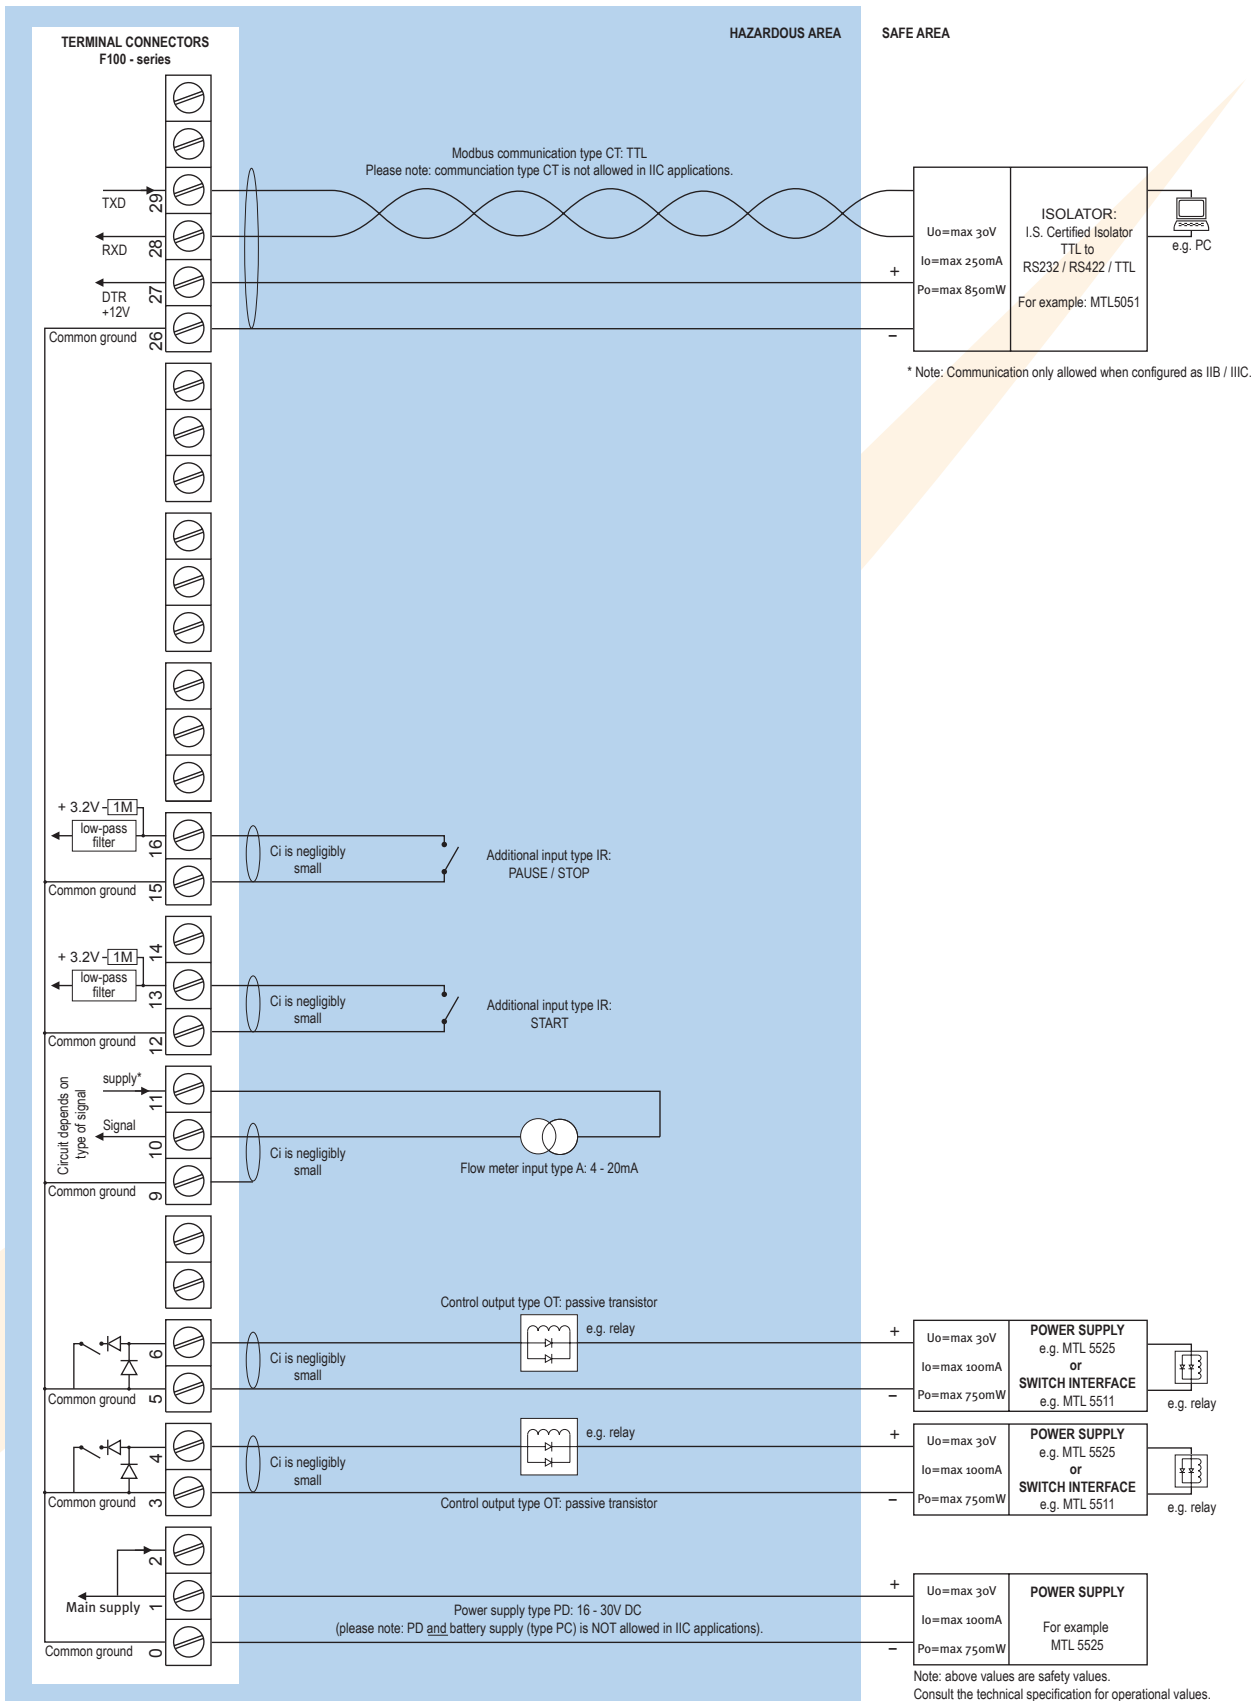 HAZARDOUS AREA
SAFE AREA
TERMINAL CONNECTORS
F100 - series
Modbus communication type CT: TTL
Please note: communciation type CT is not allowed in IIC applications.
TXD
29
RXD
28
DTR
+12V
27
Common ground
26
+
–
Uo=max 30V
Io=max 250mA
Po=max 850mW
ISOLATOR:
I.S. Certified Isolator
TTL to
RS232 / RS422 / TTL
For example: MTL5051
e.g. PC
* Note: Communication only allowed when configured as IIB / IIIC.
+ 3.2V
1M
low-pass
filter
16
Common ground
15
Ci is negligibly
small
Additional input type IR:
PAUSE / STOP
14
+ 3.2V
1M
low-pass
filter
13
Common ground
12
Ci is negligibly
small
Additional input type IR:
START
Circuit depends on
type of signal
supply*
11
Signal
10
Common ground
9
Ci is negligibly
small
Flow meter input type A: 4 - 20mA
Control output type OT: passive transistor
e.g. relay
6
Common ground
5
Ci is negligibly
small
+
–
Uo=max 30V
Io=max 100mA
Po=max 750mW
POWER SUPPLY
e.g. MTL 5525
or
SWITCH INTERFACE
e.g. MTL 5511
e.g. relay
e.g. relay
4
Common ground
3
Ci is negligibly
small
Control output type OT: passive transistor
+
–
Uo=max 30V
Io=max 100mA
Po=max 750mW
POWER SUPPLY
e.g. MTL 5525
or
SWITCH INTERFACE
e.g. MTL 5511
e.g. relay
2
Main supply
1
Common ground
0
Power supply type PD: 16 - 30V DC
(please note: PD and battery supply (type PC) is NOT allowed in IIC applications).
+
–
Uo=max 30V
Io=max 100mA
Po=max 750mW
POWER SUPPLY
For example
MTL 5525
Note: above values are safety values.
Consult the technical specification for operational values.